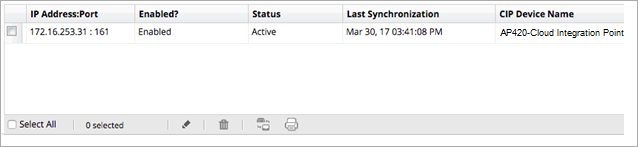 IP Address:Port Enabled? Status Last Synchronization CIP Device Name
172.16.253.31 : 161 Enabled Active Mar 30, 17 03:41:08 PM AP420-Cloud Integration Point
Select All 0 selected